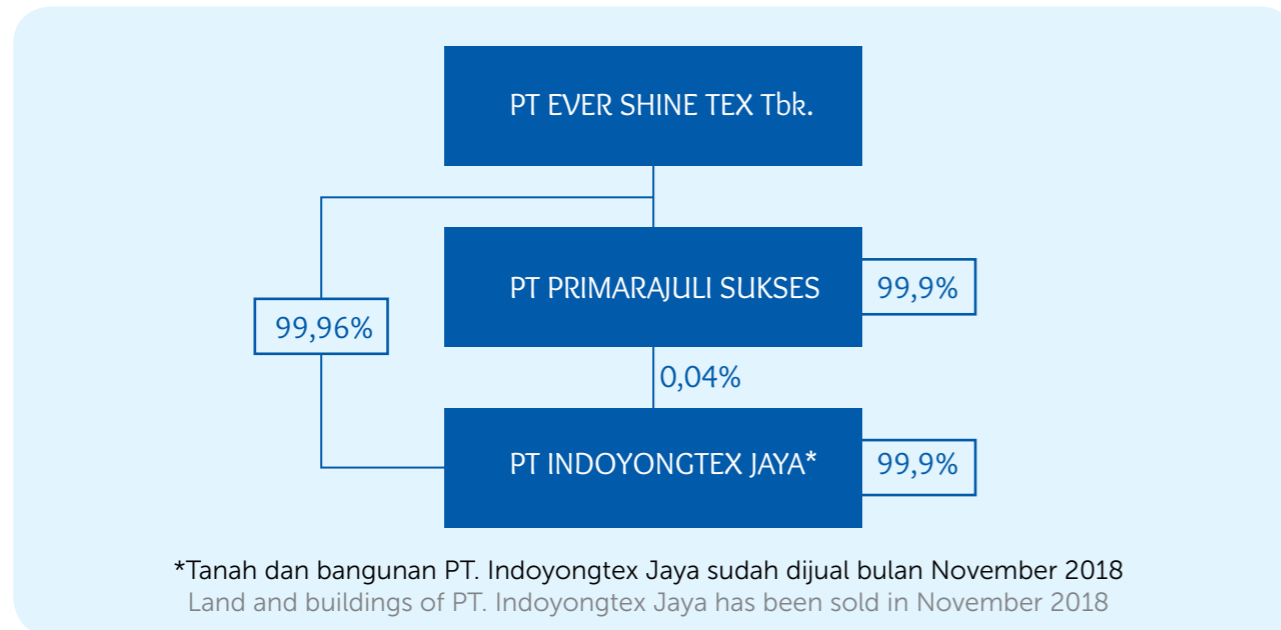 PT EVER SHINE TEX Tbk.
PT PRIMARAJULI SUKSES
99,9%
99,96%
0,04%
PT INDOYONGTEX JAYA*
99,9%
*Tanah dan bangunan PT. Indoyongtex Jaya sudah dijual bulan November 2018
Land and buildings of PT. Indoyongtex Jaya has been sold in November 2018